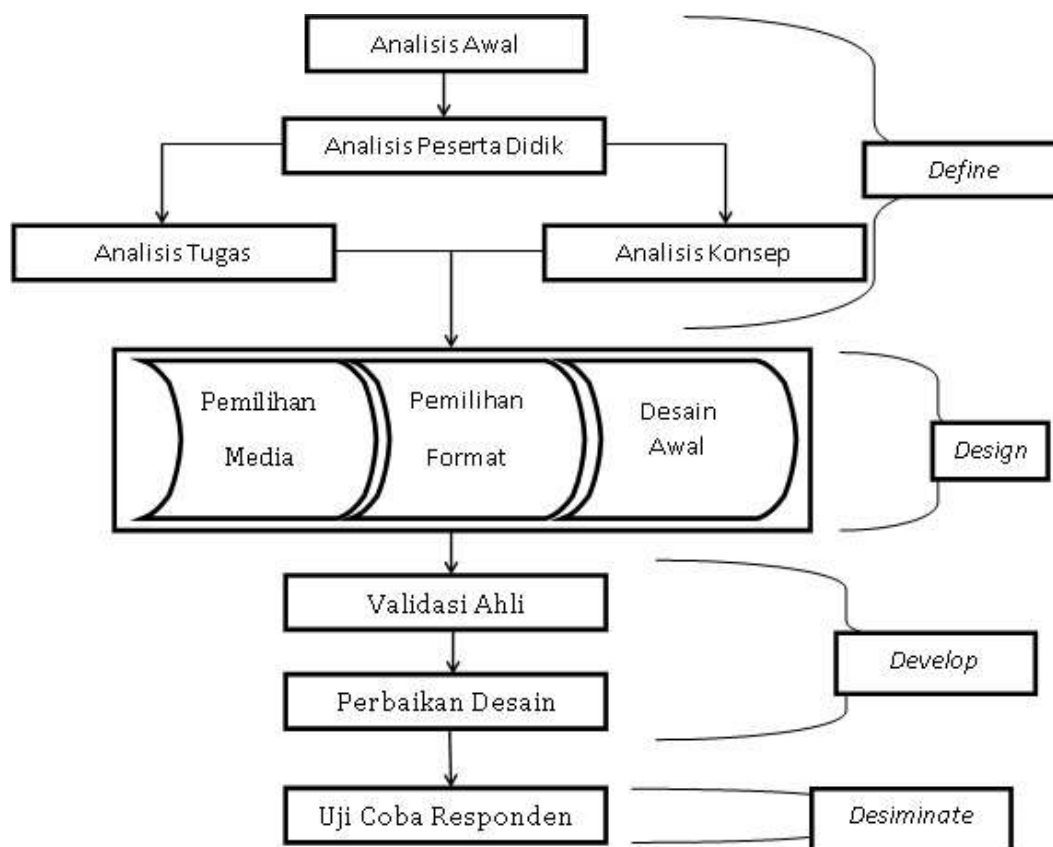 Analisis Awal
Analisis Peserta Didik
Define
Analisis Tugas
Analisis Konsep
Pemilihan
Media
Pemilihan
Format
Desain
Awal
Design
Validasi Ahli
Develop
Perbaikan Desain
Uji Coba Responden
Desiminate